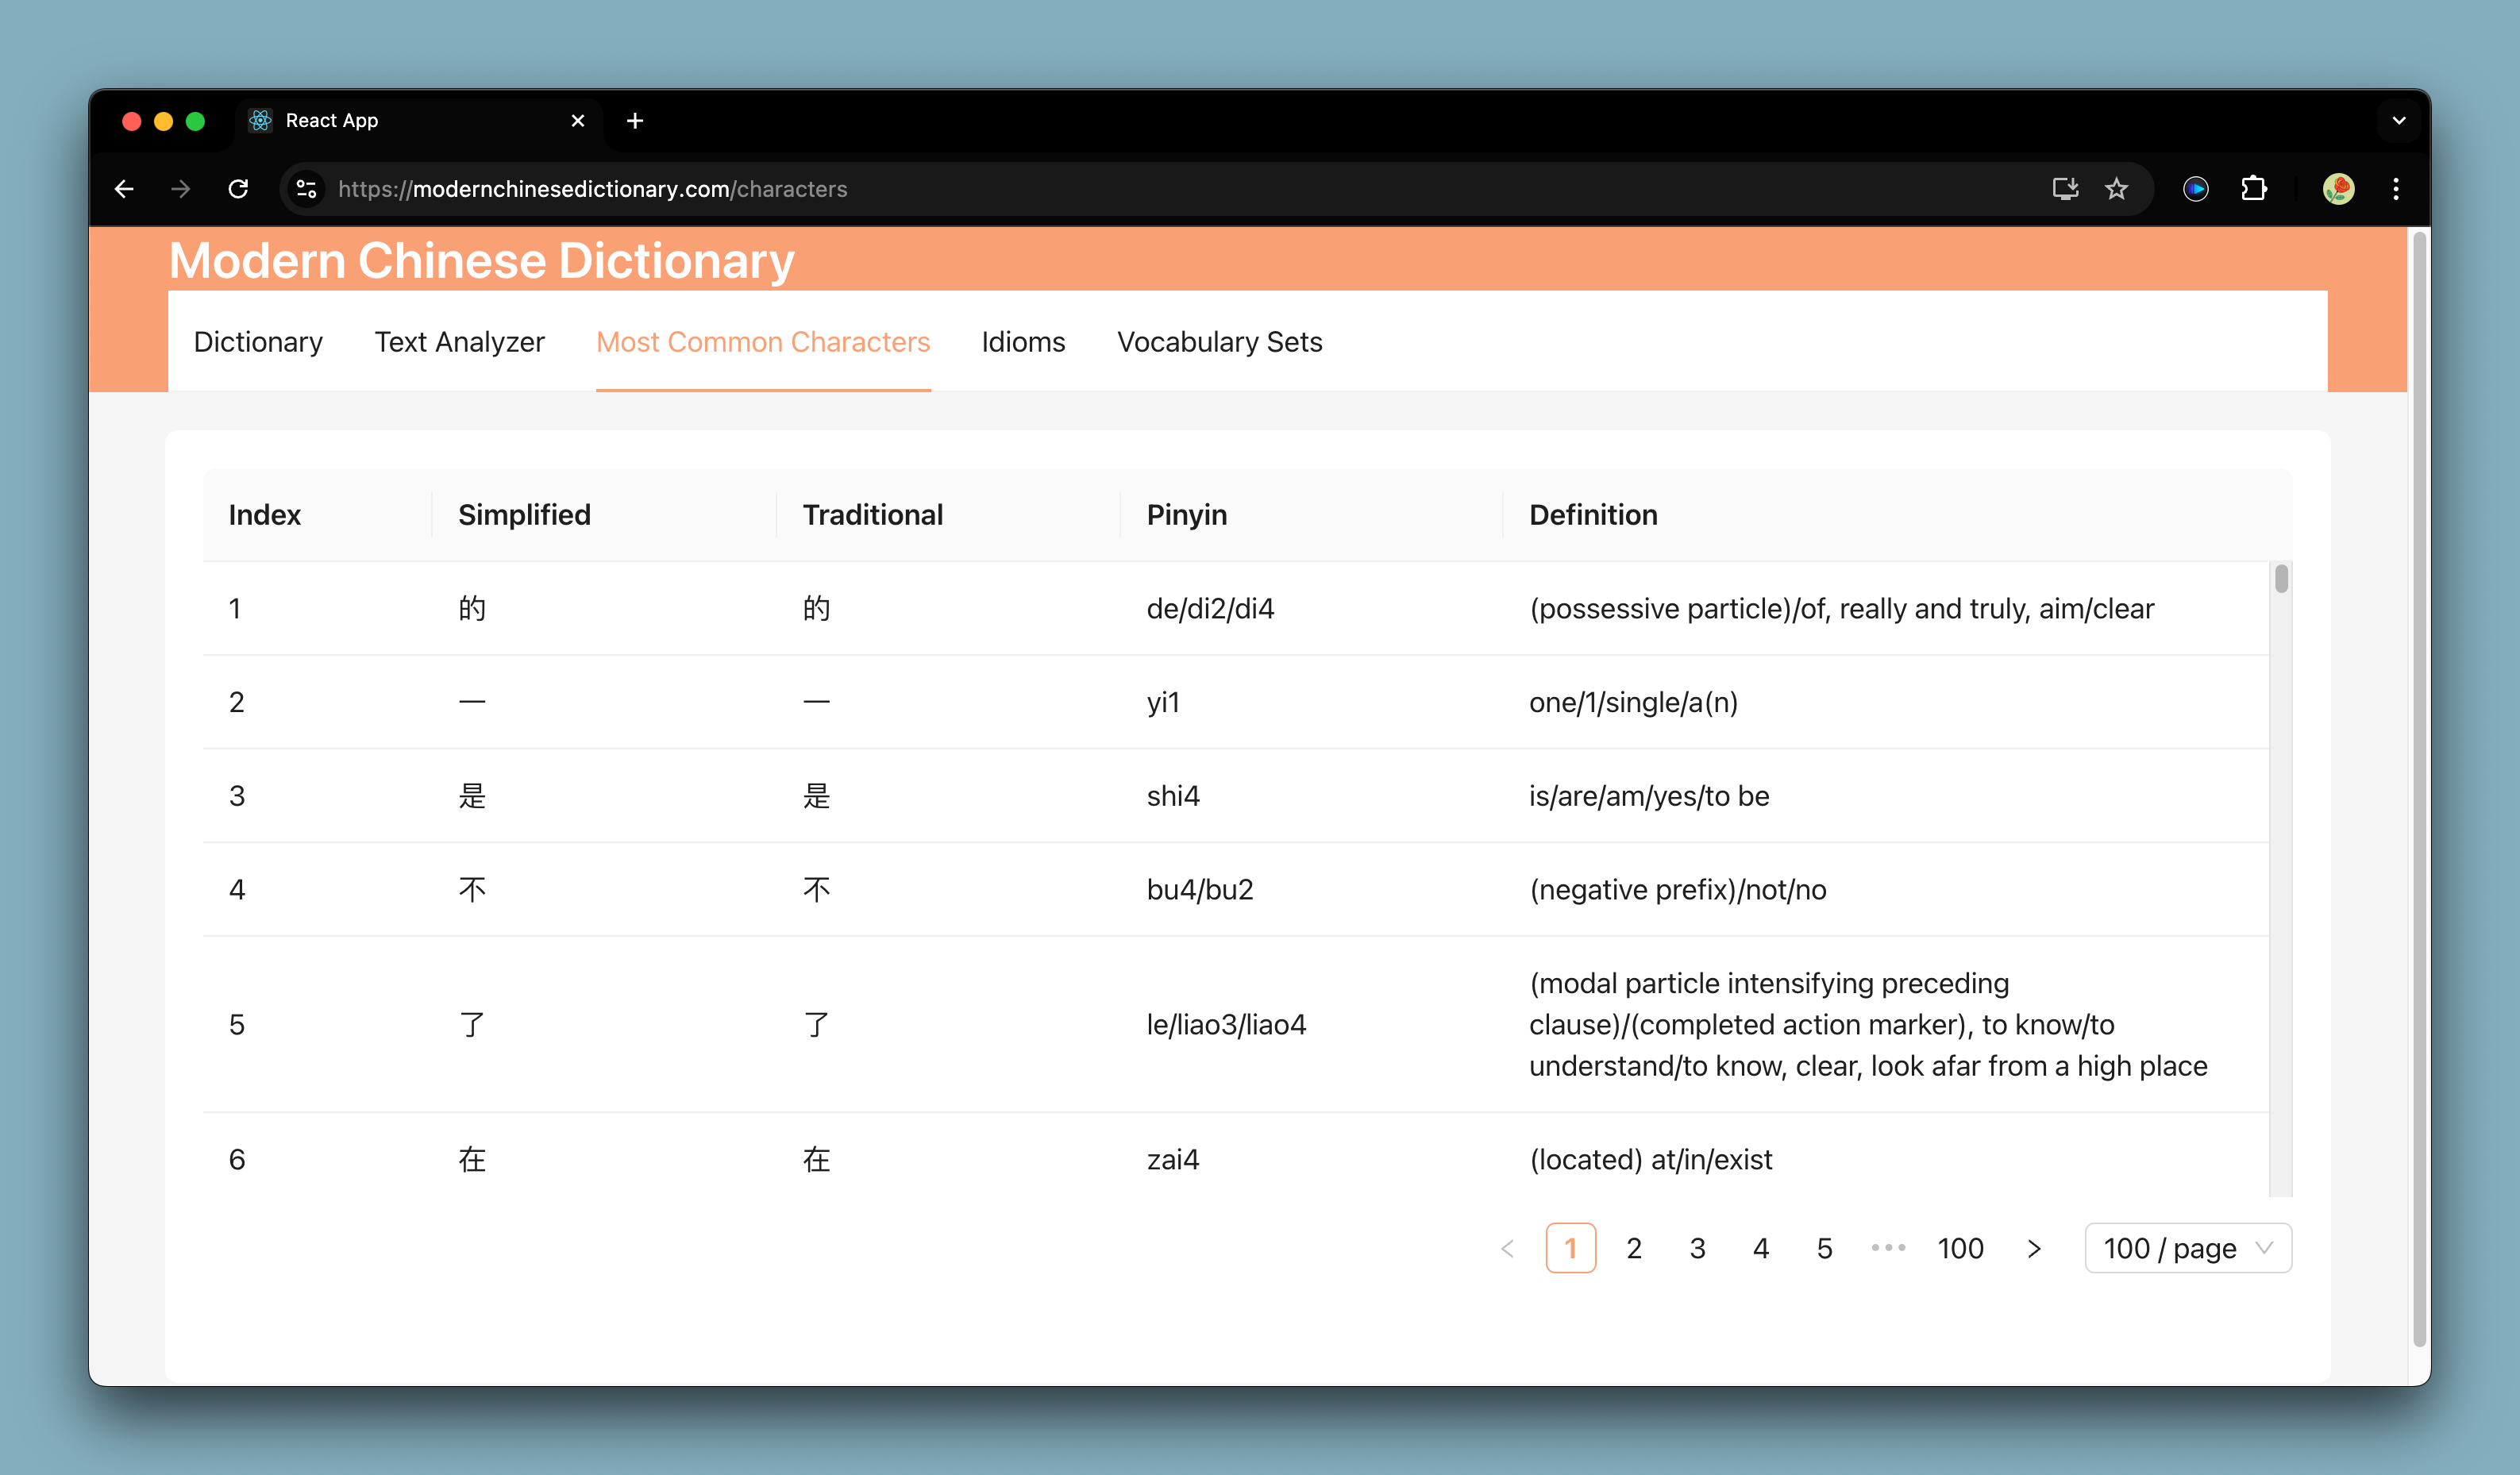 React App
https://modernchinesedictionary.com/characters
Modern Chinese Dictionary
Dictionary Text Analyzer Most Common Characters Idioms Vocabulary Sets
Index Simplified Traditional Pinyin Definition
1 的 的 de/di2/di4 (possessive particle)/of, really and truly, aim/clear
2 一 一 yi1 one/1/single/a(n)
3 是 是 shi4 is/are/am/yes/to be
4 不 不 bu4/bu2 (negative prefix)/not/no
5 了 了 le/liao3/liao4 (modal particle intensifying preceding
clause)/(completed action marker), to know/to
understand/to know, clear, look afar from a high place
6 在 在 zai4 (located) at/in/exist
1 2 3 4 5 ••• 100 100 / page